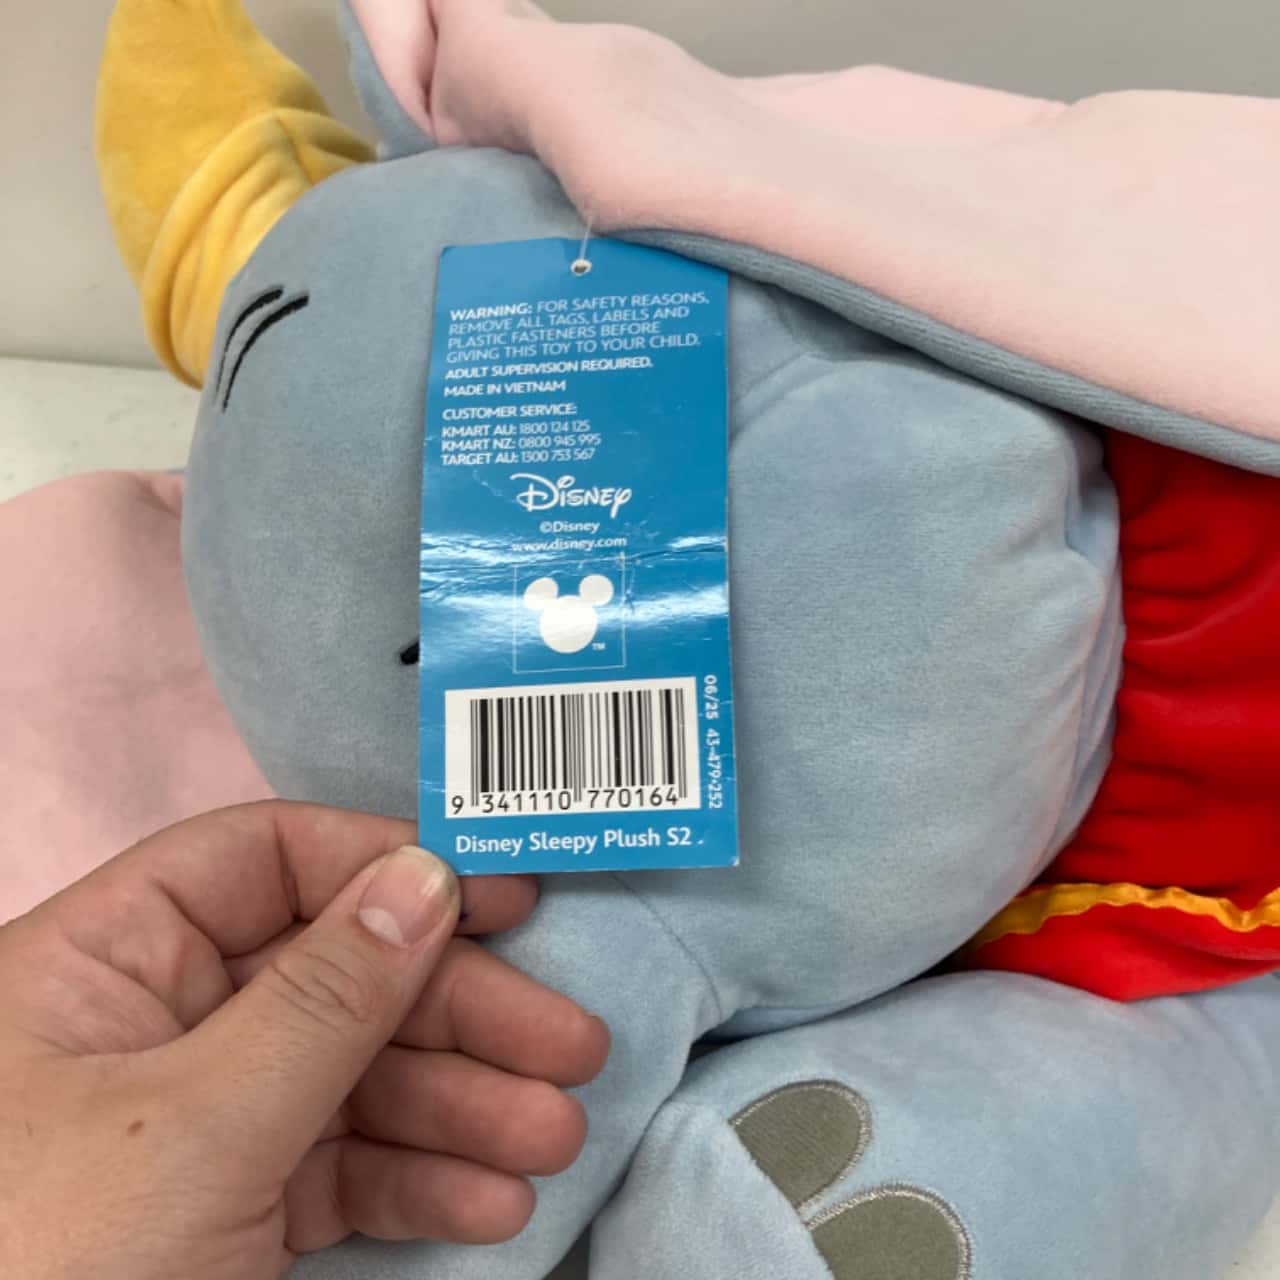 WARNING: FOR SAFETY REASONS,
REMOVE ALL TAGS, LABELS AND
PLASTIC FASTENERS BEFORE
GIVING THIS TOY TO YOUR CHILD.
ADULT SUPERVISION REQUIRED.
MADE IN VIETNAM
CUSTOMER SERVICE:
KMART AU: 1800 124 125
KMART NZ: 0800 945 995
TARGET AU: 1300 753 567
Disney
©Disney
www.disney.com
TM
06/25 43-479-252
9 341110 770164
Disney Sleepy Plush S2